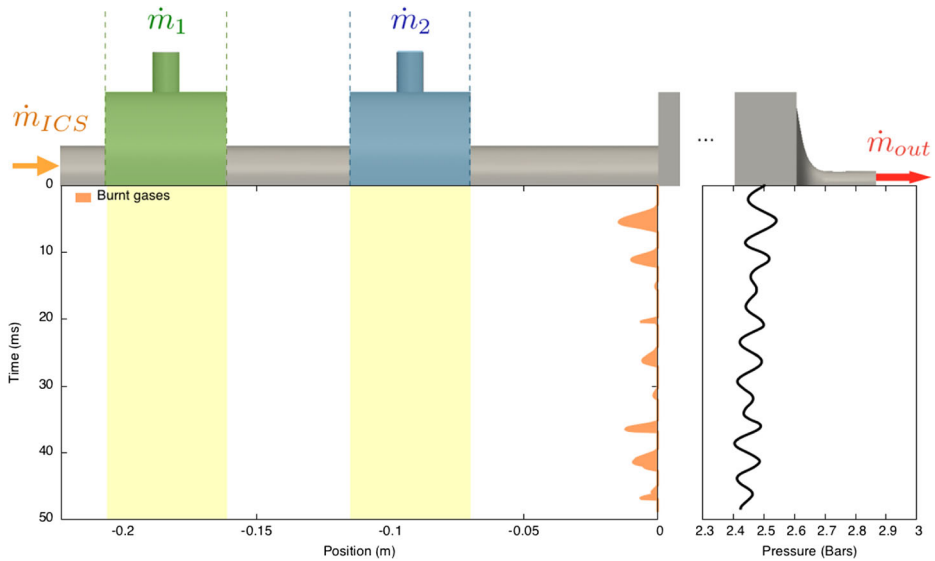 ṁ1
ṁ2
ṁICS
...
ṁout
Burnt gases
0
10
20
30
40
50
Time (ms)
-0.2
-0.15
-0.1
-0.05
0
Position (m)
2.3
2.4
2.5
2.6
2.7
2.8
2.9
3
Pressure (Bars)